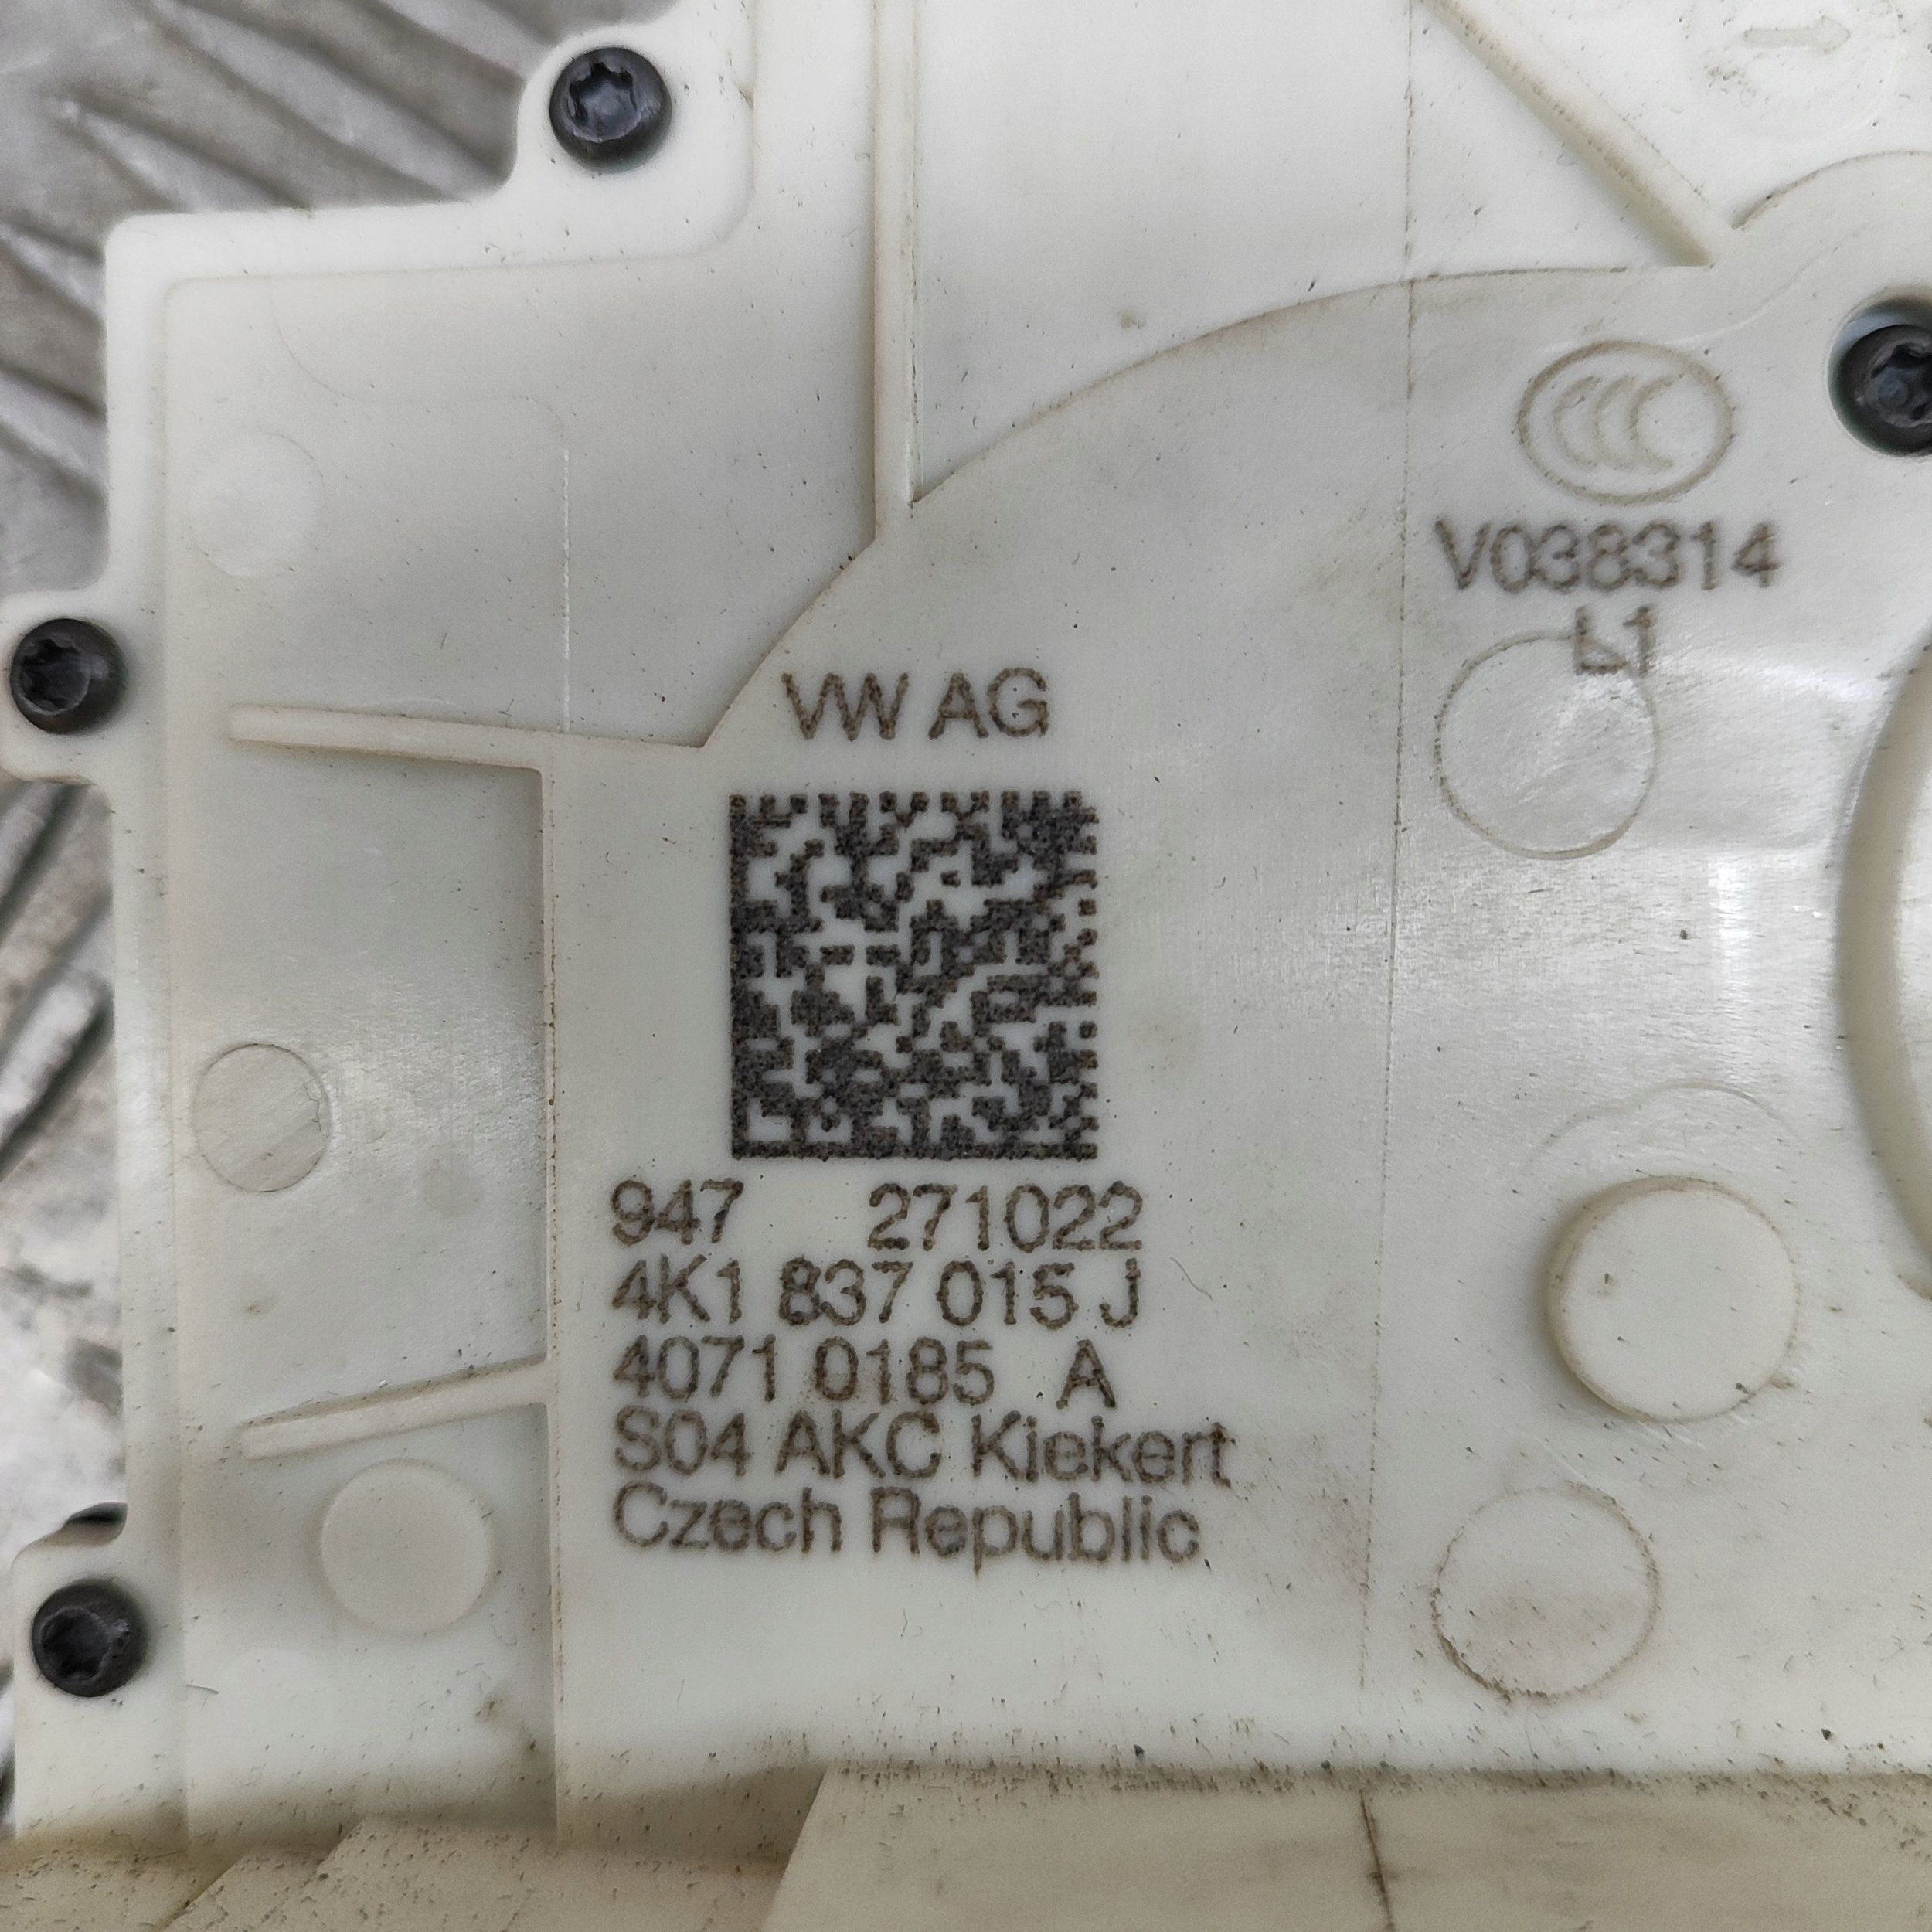 V038314
L1
VW AG
947 271022
4K1 837 015 J
4071 0185 A
S04 AKC Kiekert
Czech Republic